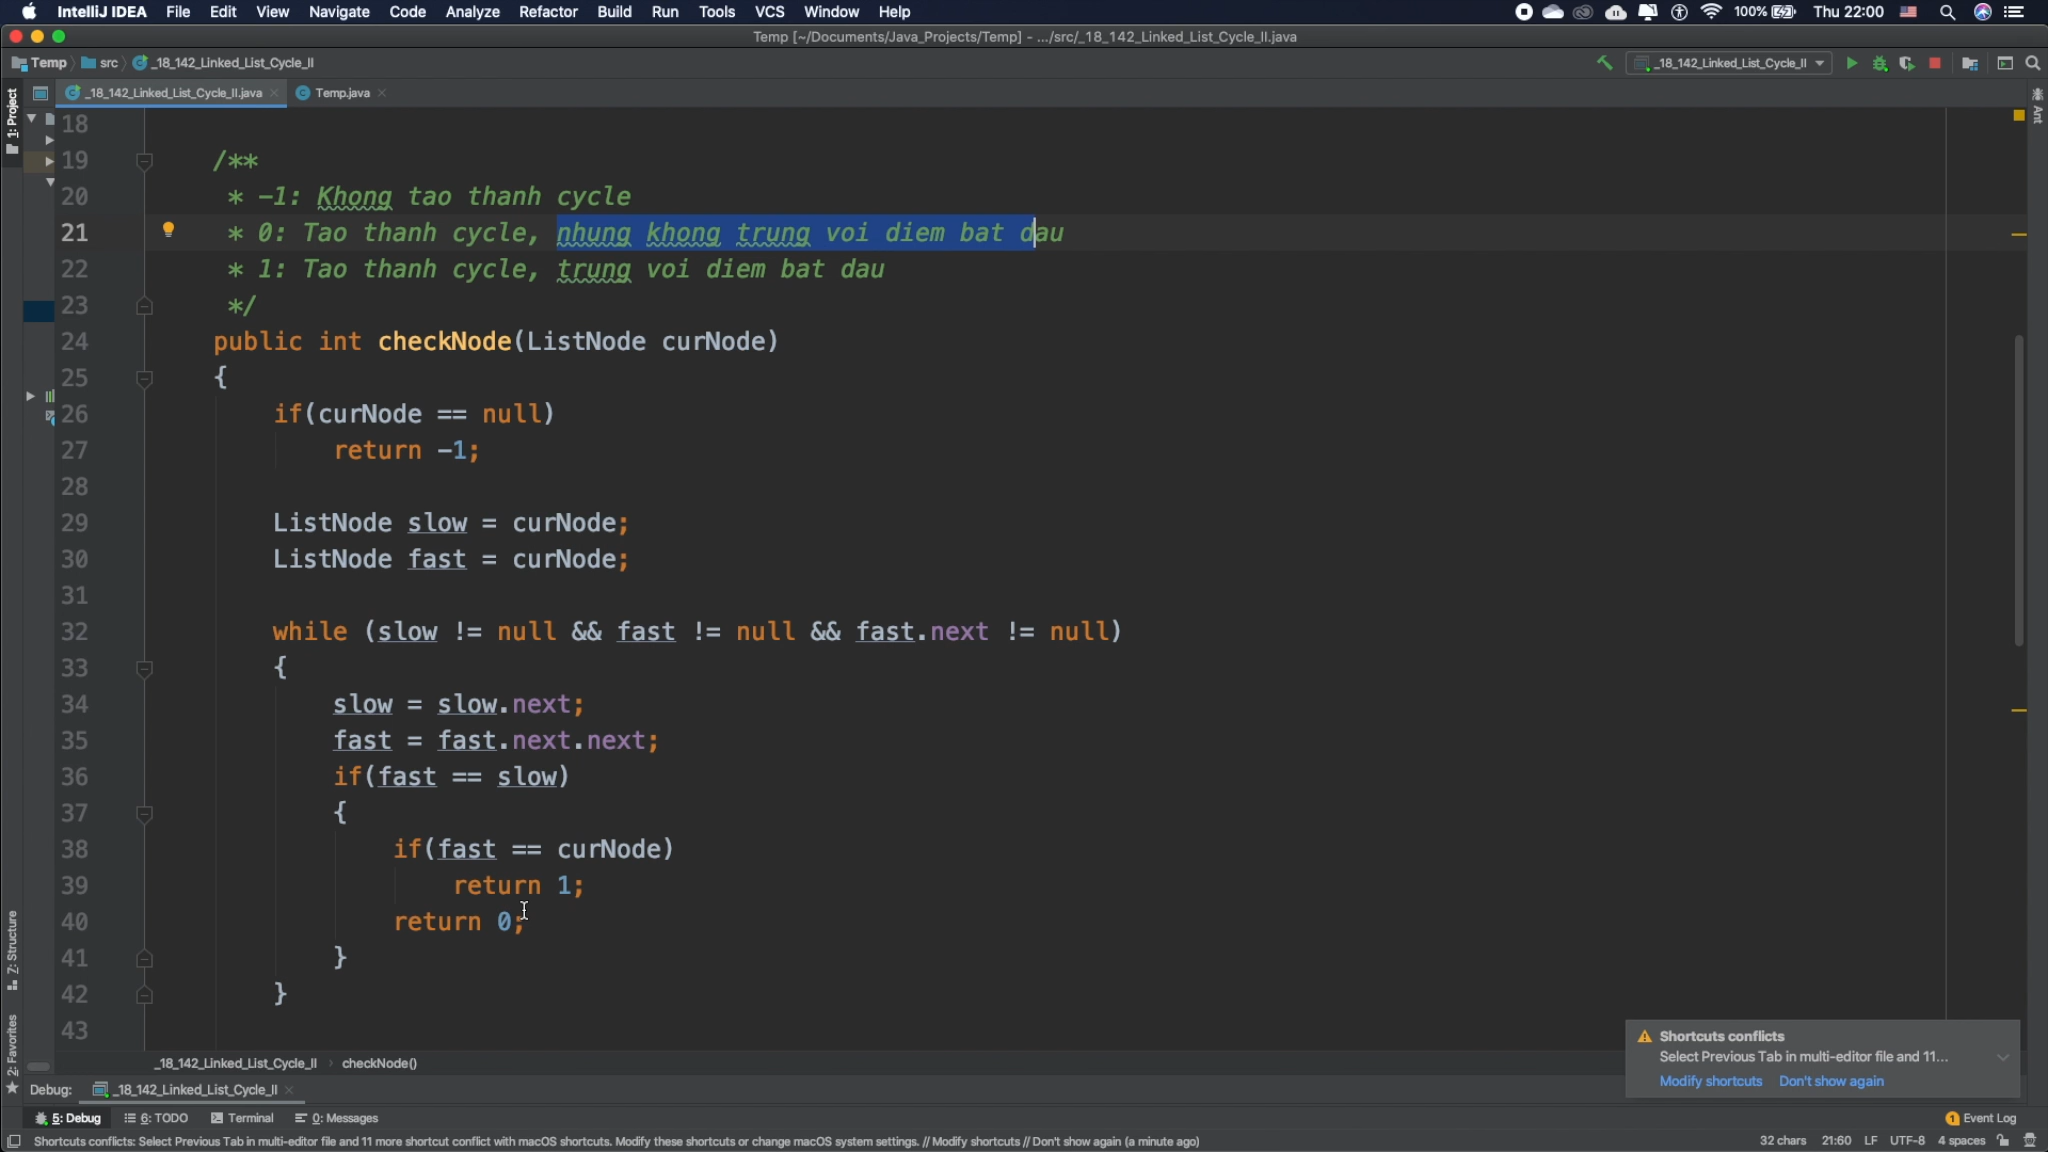 IntelliJ IDEA File Edit View Navigate Code Analyze Refactor Build Run Tools VCS Window Help 100% Thu 22:00
Temp [~/Documents/Java_Projects/Temp] - .../src/_18_142_Linked_List_Cycle_II.java
Temp src _18_142_Linked_List_Cycle_II _18_142_Linked_List_Cycle_II
1: Project _18_142_Linked_List_Cycle_II.java Temp.java Ant
18
19 /**
20 * -1: Khong tao thanh cycle
21 * 0: Tao thanh cycle, nhung khong trung voi diem bat dau
22 * 1: Tao thanh cycle, trung voi diem bat dau
23 */
24 public int checkNode(ListNode curNode)
25 {
26 if(curNode == null)
27 return -1;
28
29 ListNode slow = curNode;
30 ListNode fast = curNode;
31
32 while (slow != null && fast != null && fast.next != null)
33 {
34 slow = slow.next;
35 fast = fast.next.next;
36 if(fast == slow)
37 {
38 if(fast == curNode)
39 return 1;
40 return 0;
41 }
42 }
43
Z: Structure
2: Favorites
Shortcuts conflicts
Select Previous Tab in multi-editor file and 11...
Modify shortcuts Don't show again
_18_142_Linked_List_Cycle_II checkNode()
Debug: _18_142_Linked_List_Cycle_II
5: Debug 6: TODO Terminal 0: Messages 1 Event Log
Shortcuts conflicts: Select Previous Tab in multi-editor file and 11 more shortcut conflict with macOS shortcuts. Modify these shortcuts or change macOS system settings. // Modify shortcuts // Don't show again (a minute ago) 32 chars 21:60 LF UTF-8 4 spaces